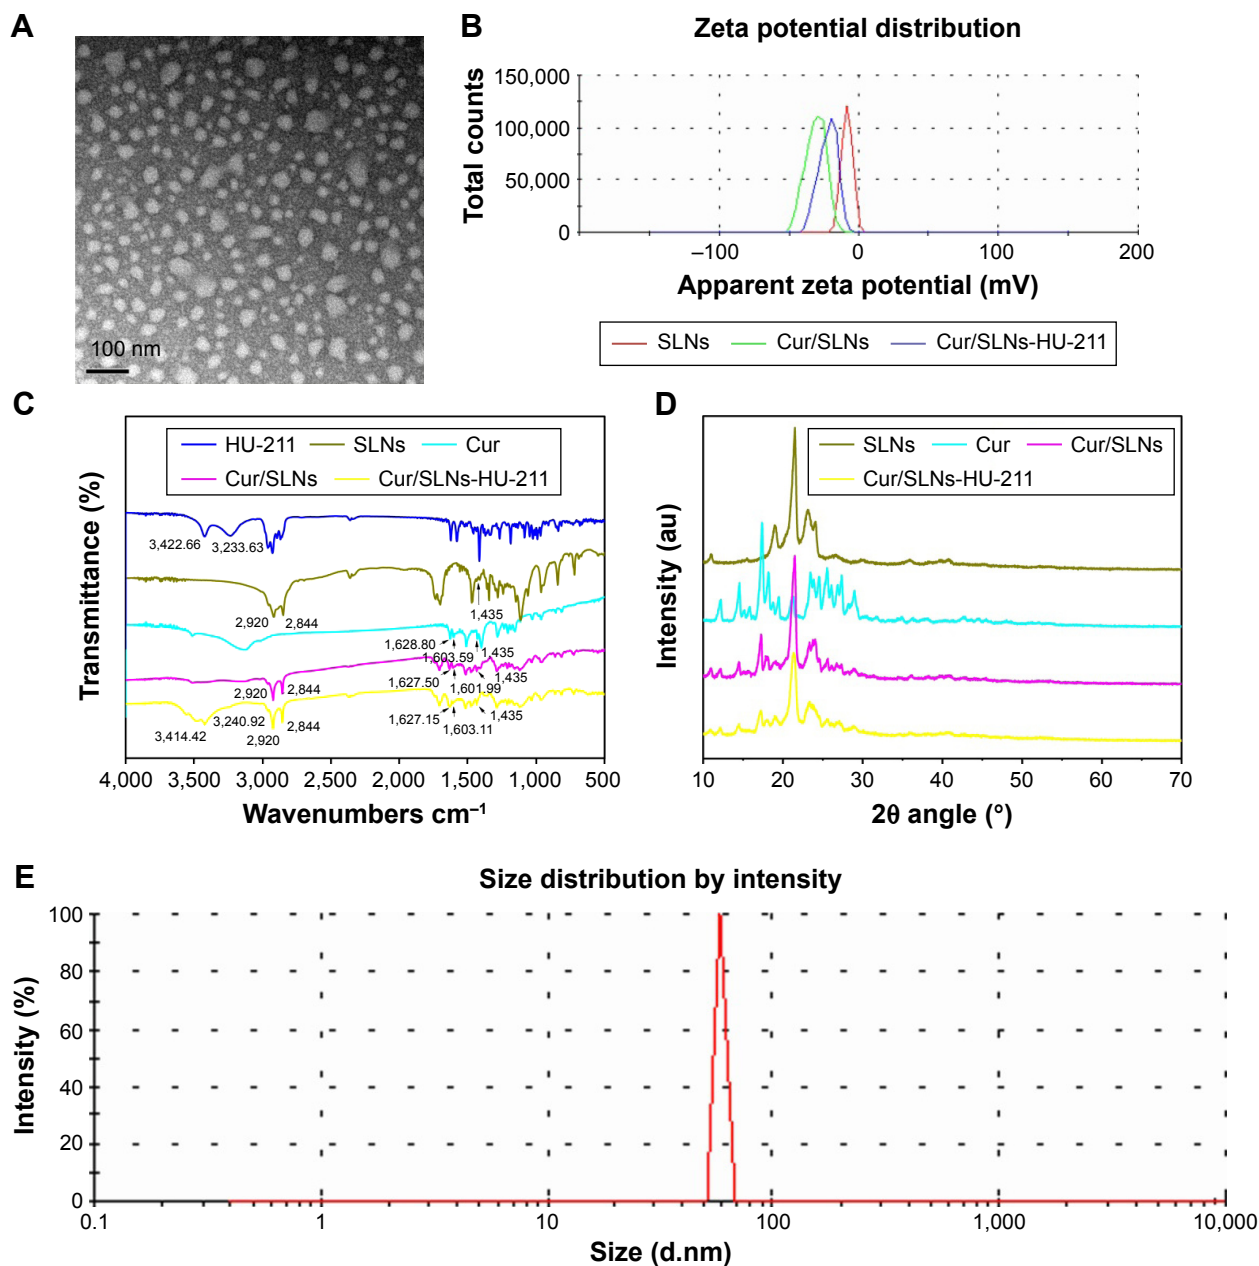 A
100 nm
B
Zeta potential distribution
Total counts
150,000
100,000
50,000
0
–100
0
100
200
Apparent zeta potential (mV)
SLNs
Cur/SLNs
Cur/SLNs-HU-211
C
Transmittance (%)
HU-211
SLNs
Cur
Cur/SLNs
Cur/SLNs-HU-211
3,422.66
3,233.63
2,920
2,844
1,435
1,628.80
1,603.59
1,435
2,920
2,844
1,627.50
1,601.99
1,435
3,414.42
3,240.92
2,920
2,844
1,627.15
1,603.11
1,435
4,000
3,500
3,000
2,500
2,000
1,500
1,000
500
Wavenumbers cm⁻¹
D
Intensity (au)
SLNs
Cur
Cur/SLNs
Cur/SLNs-HU-211
10
20
30
40
50
60
70
2θ angle (°)
E
Size distribution by intensity
Intensity (%)
100
80
60
40
20
0
0.1
1
10
100
1,000
10,000
Size (d.nm)